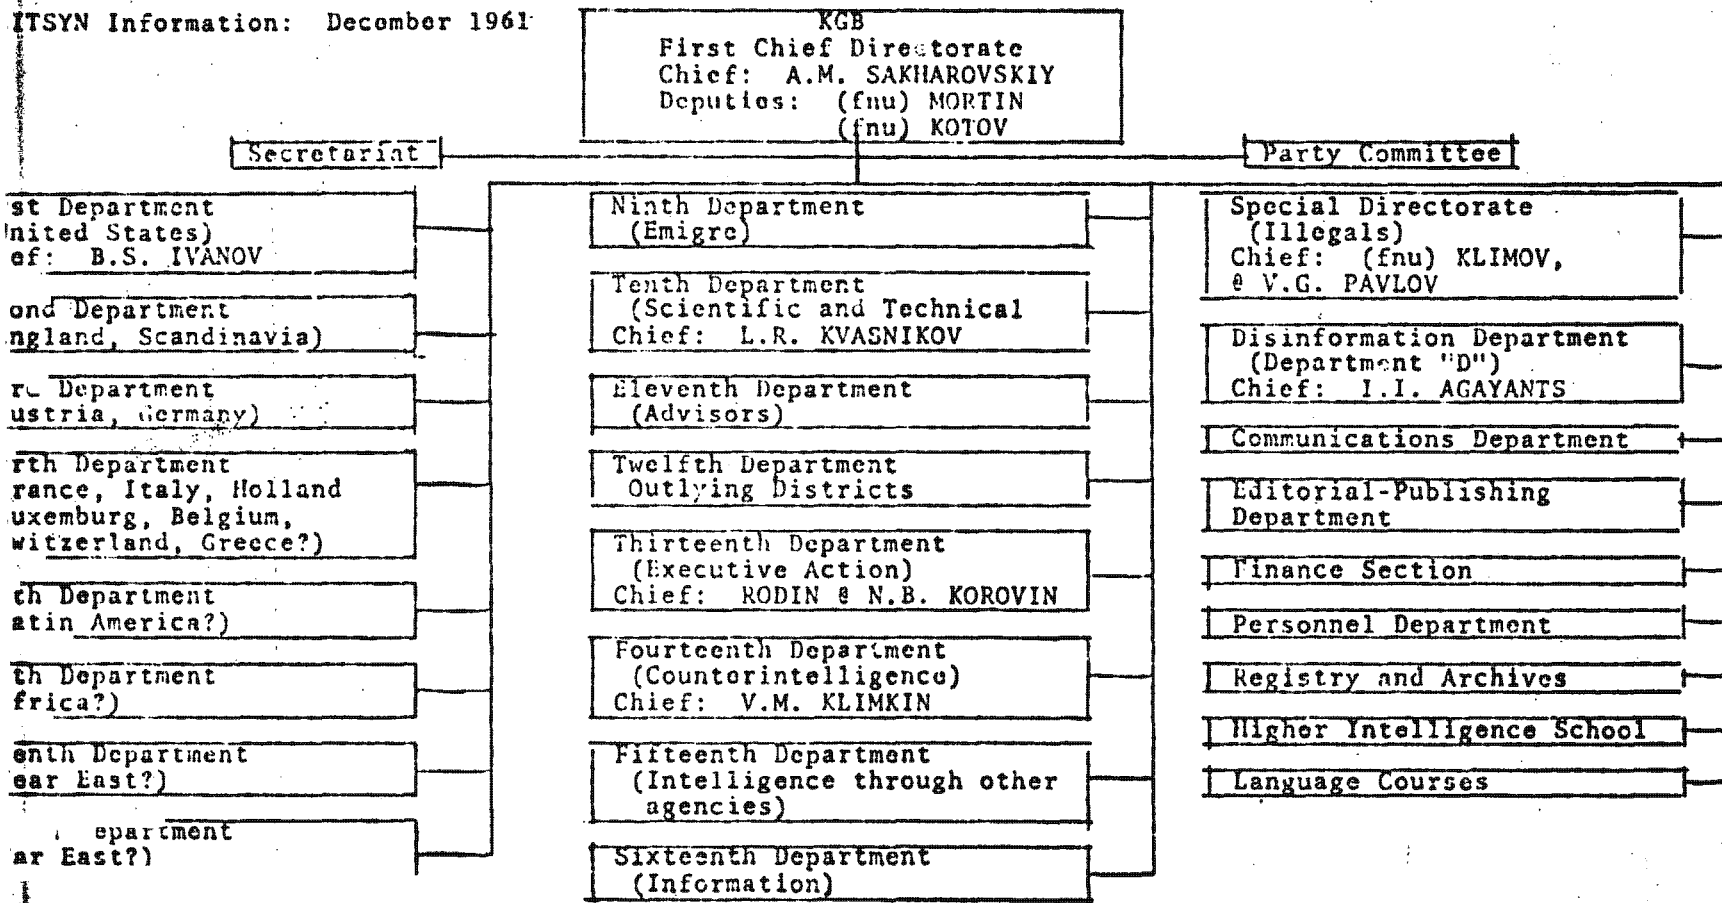 ITSYN Information: December 1961
KGB
First Chief Directorate
Chief: A.M. SAKHAROVSKIY
Deputies: (fnu) MORTIN
(fnu) KOTOV
Secretariat
Party Committee
st Department
nited States)
ef: B.S. IVANOV
ond Department
ngland, Scandinavia)
Department
ustria, Germany)
rth Department
rance, Italy, Holland
uxemburg, Belgium,
witzerland, Greece?)
th Department
atin America?)
th Department
frica?)
enth Department
ear East?)
epartment
ar East?)
Ninth Department
(Emigre)
Tenth Department
(Scientific and Technical
Chief: L.R. KVASNIKOV
Eleventh Department
(Advisors)
Twelfth Department
Outlying Districts
Thirteenth Department
(Executive Action)
Chief: RODIN @ N.B. KOROVIN
Fourteenth Department
(Counterintelligence)
Chief: V.M. KLIMKIN
Fifteenth Department
(Intelligence through other
agencies)
Sixteenth Department
(Information)
Special Directorate
(Illegals)
Chief: (fnu) KLIMOV,
@ V.G. PAVLOV
Disinformation Department
(Department "D")
Chief: I.I. AGAYANTS
Communications Department
Editorial-Publishing
Department
Finance Section
Personnel Department
Registry and Archives
Higher Intelligence School
Language Courses